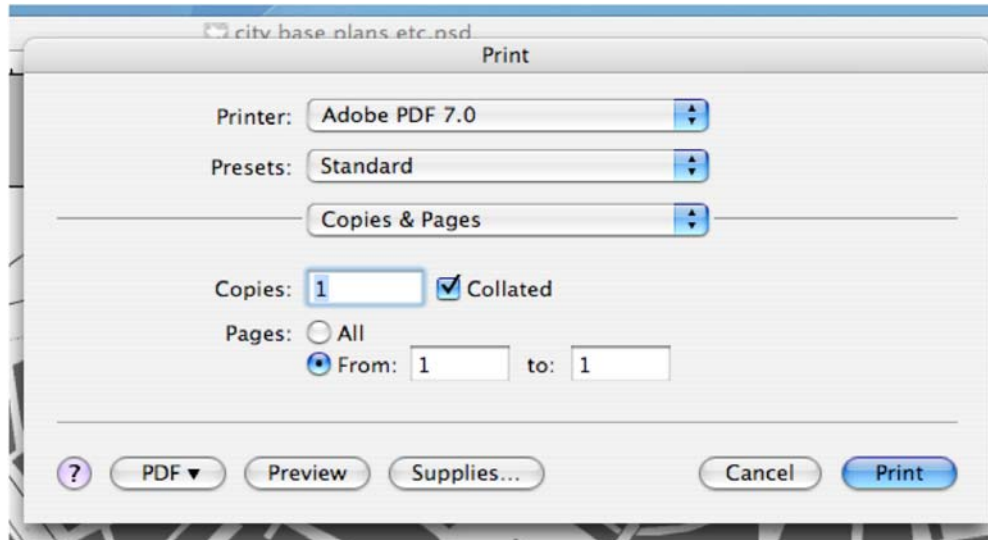 city base plans etc.psd
Print
Printer: Adobe PDF 7.0
Presets: Standard
Copies & Pages
Copies: 1 Collated
Pages: All
From: 1 to: 1
? PDF Preview Supplies... Cancel Print